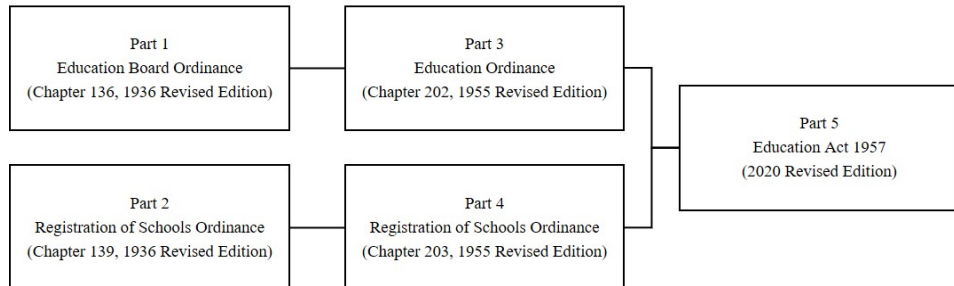 Part 1
Education Board Ordinance
(Chapter 136, 1936 Revised Edition)
Part 3
Education Ordinance
(Chapter 202, 1955 Revised Edition)
Part 5
Education Act 1957
(2020 Revised Edition)
Part 2
Registration of Schools Ordinance
(Chapter 139, 1936 Revised Edition)
Part 4
Registration of Schools Ordinance
(Chapter 203, 1955 Revised Edition)